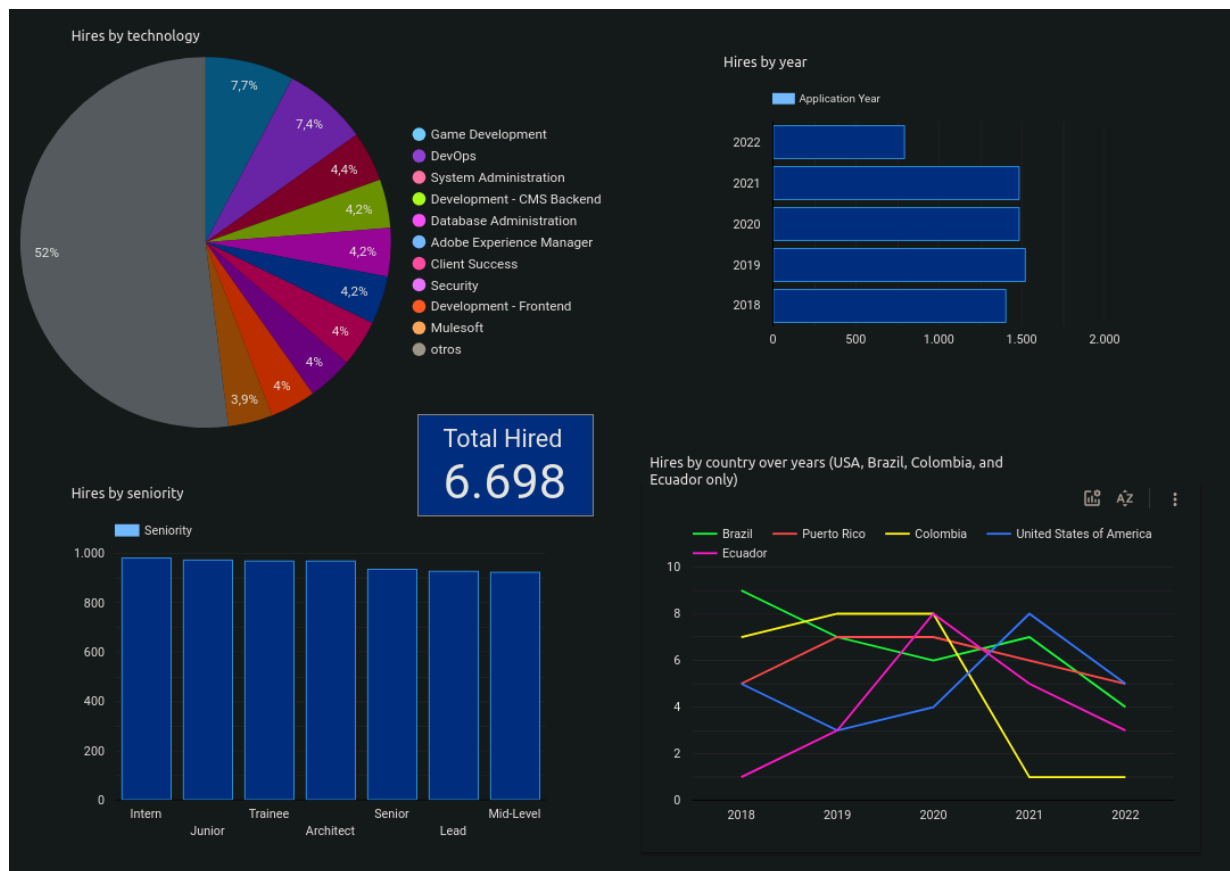 Hires by technology
7,7%
7,4%
4,4%
4,2%
4,2%
4,2%
4%
4%
4%
3,9%
52%
Game Development
DevOps
System Administration
Development - CMS Backend
Database Administration
Adobe Experience Manager
Client Success
Security
Development - Frontend
Mulesoft
otros
Hires by year
Application Year
2022
2021
2020
2019
2018
0 500 1.000 1.500 2.000
Total Hired
6.698
Hires by seniority
Seniority
1.000
800
600
400
200
0
Intern Junior Trainee Architect Senior Lead Mid-Level
Hires by country over years (USA, Brazil, Colombia, and
Ecuador only)
AZ
Brazil Puerto Rico Colombia United States of America
Ecuador
10
8
6
4
2
0
2018 2019 2020 2021 2022